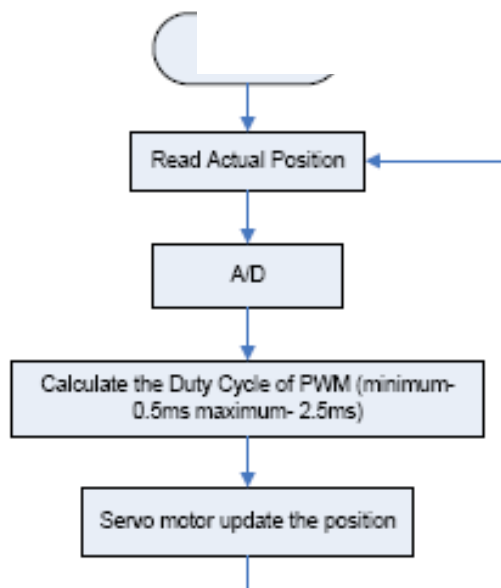 Read Actual Position
A/D
Calculate the Duty Cycle of PWM (minimum-
0.5ms maximum- 2.5ms)
Servo motor update the position